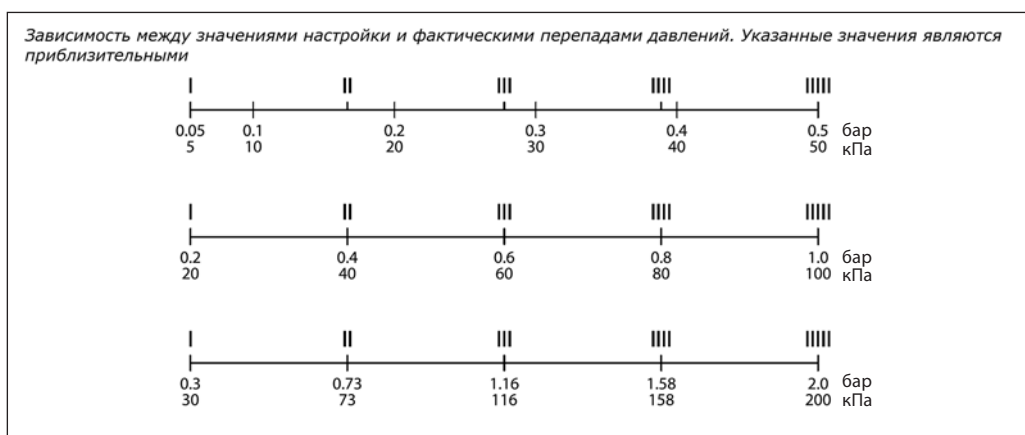 Зависимость между значениями настройки и фактическими перепадами давлений. Указанные значения являются
приблизительными
I II III IIII IIIII
0.05 0.1 0.2 0.3 0.4 0.5 бар
5 10 20 30 40 50 кПа
I II III IIII IIIII
0.2 0.4 0.6 0.8 1.0 бар
20 40 60 80 100 кПа
I II III IIII IIIII
0.3 0.73 1.16 1.58 2.0 бар
30 73 116 158 200 кПа